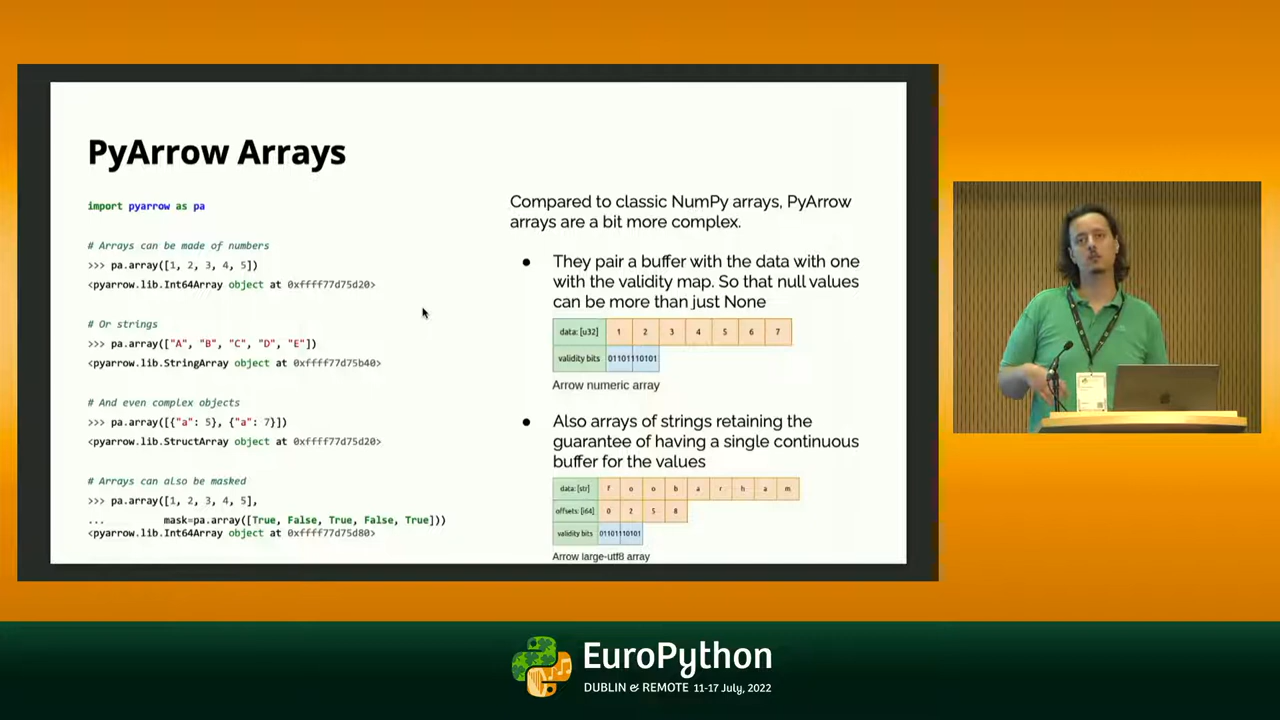 PyArrow Arrays
import pyarrow as pa
# Arrays can be made of numbers
>>> pa.array([1, 2, 3, 4, 5])
<pyarrow.lib.Int64Array object at 0xffff77d75d20>
# Or strings
>>> pa.array(["A", "B", "C", "D", "E"])
<pyarrow.lib.StringArray object at 0xffff77d75b40>
# And even complex objects
>>> pa.array([{"a": 5}, {"a": 7}])
<pyarrow.lib.StructArray object at 0xffff77d75d20>
# Arrays can also be masked
>>> pa.array([1, 2, 3, 4, 5],
... mask=pa.array([True, False, True, False, True]))
<pyarrow.lib.Int64Array object at 0xffff77d75d80>
Compared to classic NumPy arrays, PyArrow
arrays are a bit more complex.
● They pair a buffer with the data with one
with the validity map. So that null values
can be more than just None
data: [u32] 1 2 3 4 5 6 7
validity bits 01101110101
Arrow numeric array
● Also arrays of strings retaining the
guarantee of having a single continuous
buffer for the values
data: [str] f o o b a r h a m
offsets: [i64] 0 2 5 8
validity bits 01101110101
Arrow large-utf8 array
EuroPython
DUBLIN & REMOTE 11-17 July, 2022